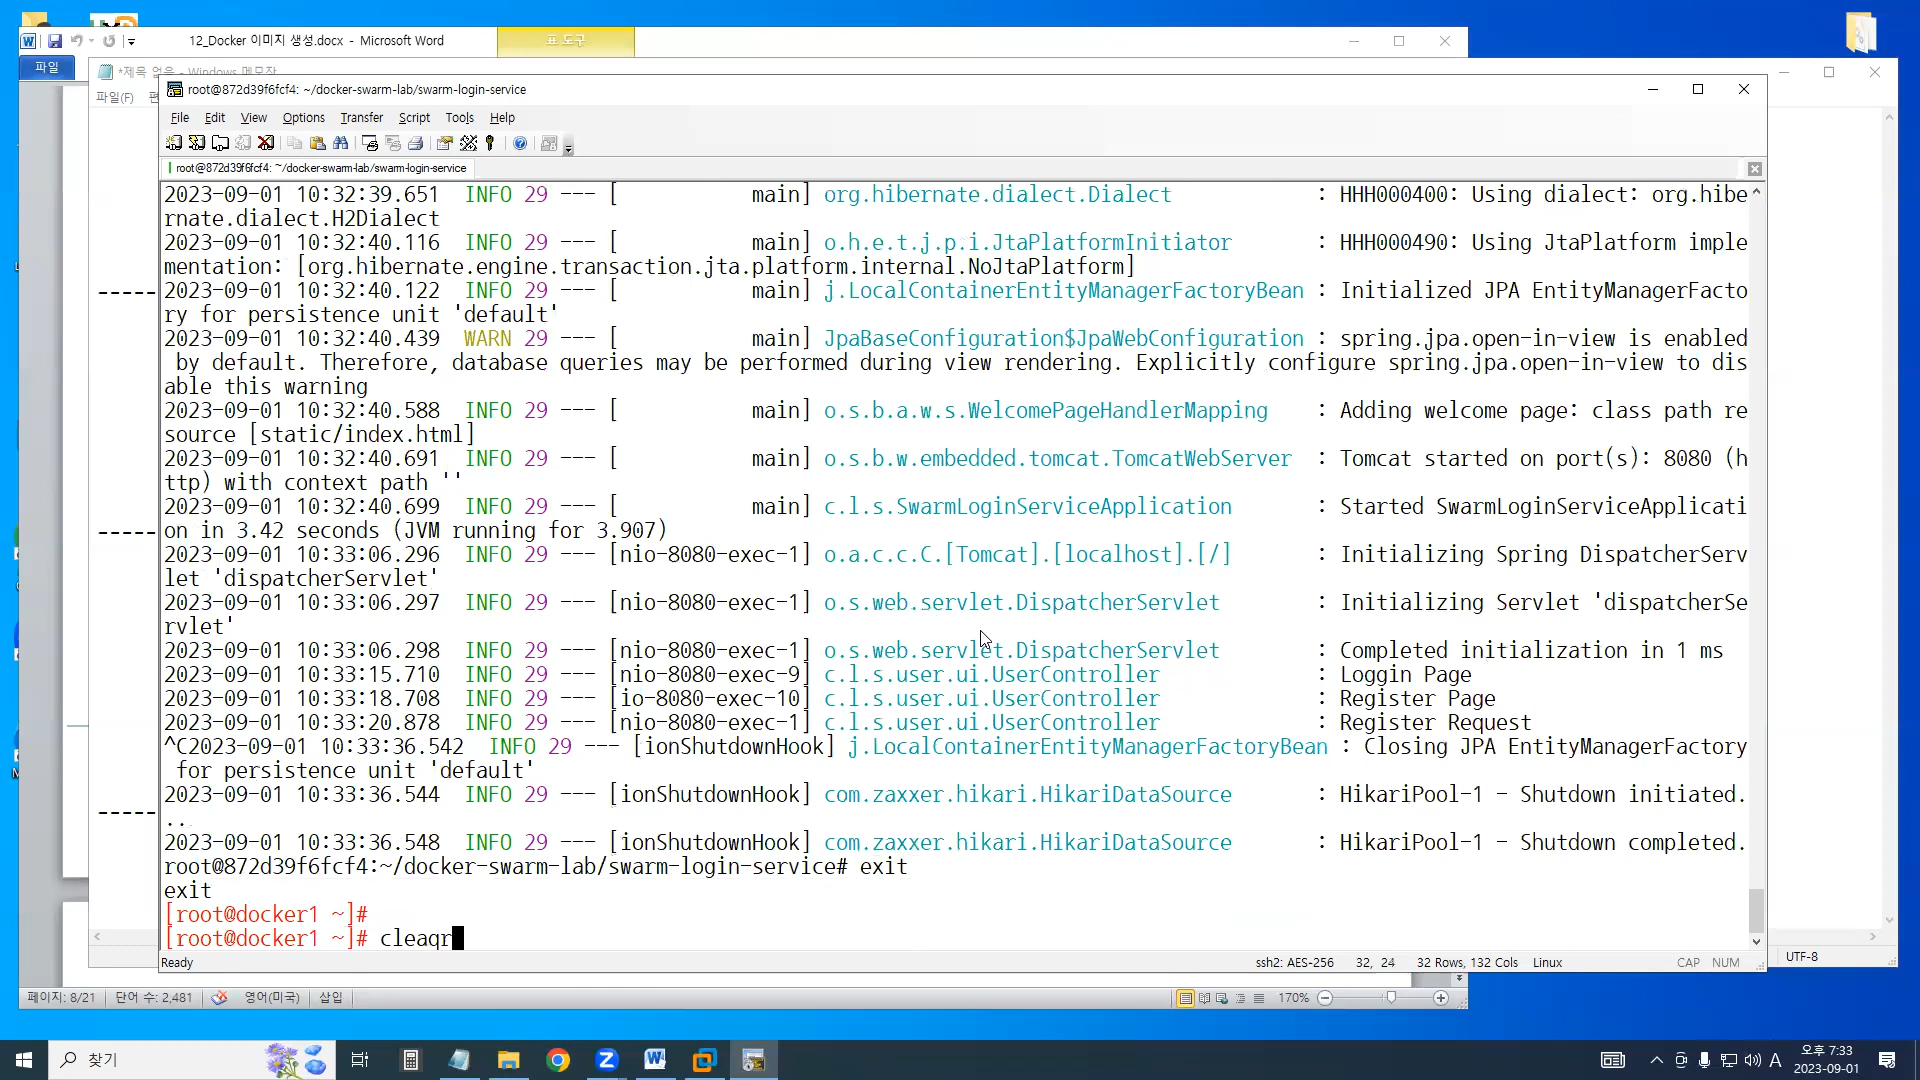 12_Docker 이미지 생성.docx - Microsoft Word
표 도구
파일
*제목 없음 - Windows 메모장
파일(F)
root@872d39f6fcf4: ~/docker-swarm-lab/swarm-login-service
File Edit View Options Transfer Script Tools Help
root@872d39f6fcf4: ~/docker-swarm-lab/swarm-login-service
2023-09-01 10:32:39.651  INFO 29 --- [           main] org.hibernate.dialect.Dialect            : HHH000400: Using dialect: org.hibe
rnate.dialect.H2Dialect
2023-09-01 10:32:40.116  INFO 29 --- [           main] o.h.e.t.j.p.i.JtaPlatformInitiator       : HHH000490: Using JtaPlatform imple
mentation: [org.hibernate.engine.transaction.jta.platform.internal.NoJtaPlatform]
2023-09-01 10:32:40.122  INFO 29 --- [           main] j.LocalContainerEntityManagerFactoryBean : Initialized JPA EntityManagerFacto
ry for persistence unit 'default'
2023-09-01 10:32:40.439  WARN 29 --- [           main] JpaBaseConfiguration$JpaWebConfiguration : spring.jpa.open-in-view is enabled
 by default. Therefore, database queries may be performed during view rendering. Explicitly configure spring.jpa.open-in-view to dis
able this warning
2023-09-01 10:32:40.588  INFO 29 --- [           main] o.s.b.a.w.s.WelcomePageHandlerMapping    : Adding welcome page: class path re
source [static/index.html]
2023-09-01 10:32:40.691  INFO 29 --- [           main] o.s.b.w.embedded.tomcat.TomcatWebServer  : Tomcat started on port(s): 8080 (h
ttp) with context path ''
2023-09-01 10:32:40.699  INFO 29 --- [           main] c.l.s.SwarmLoginServiceApplication       : Started SwarmLoginServiceApplicati
on in 3.42 seconds (JVM running for 3.907)
2023-09-01 10:33:06.296  INFO 29 --- [nio-8080-exec-1] o.a.c.c.C.[Tomcat].[localhost].[/]       : Initializing Spring DispatcherServ
let 'dispatcherServlet'
2023-09-01 10:33:06.297  INFO 29 --- [nio-8080-exec-1] o.s.web.servlet.DispatcherServlet        : Initializing Servlet 'dispatcherSe
rvlet'
2023-09-01 10:33:06.298  INFO 29 --- [nio-8080-exec-1] o.s.web.servlet.DispatcherServlet        : Completed initialization in 1 ms
2023-09-01 10:33:15.710  INFO 29 --- [nio-8080-exec-9] c.l.s.user.ui.UserController             : Loggin Page
2023-09-01 10:33:18.708  INFO 29 --- [io-8080-exec-10] c.l.s.user.ui.UserController             : Register Page
2023-09-01 10:33:20.878  INFO 29 --- [nio-8080-exec-1] c.l.s.user.ui.UserController             : Register Request
^C2023-09-01 10:33:36.542  INFO 29 --- [ionShutdownHook] j.LocalContainerEntityManagerFactoryBean : Closing JPA EntityManagerFactory
 for persistence unit 'default'
2023-09-01 10:33:36.544  INFO 29 --- [ionShutdownHook] com.zaxxer.hikari.HikariDataSource       : HikariPool-1 - Shutdown initiated.
..
2023-09-01 10:33:36.548  INFO 29 --- [ionShutdownHook] com.zaxxer.hikari.HikariDataSource       : HikariPool-1 - Shutdown completed.
root@872d39f6fcf4:~/docker-swarm-lab/swarm-login-service# exit
exit
[root@docker1 ~]#
[root@docker1 ~]# cleaqr
Ready ssh2: AES-256 32, 24 32 Rows, 132 Cols Linux CAP NUM
UTF-8
페이지: 8/21 단어 수: 2,481 영어(미국) 삽입 170%
찾기
A 오후 7:33
2023-09-01